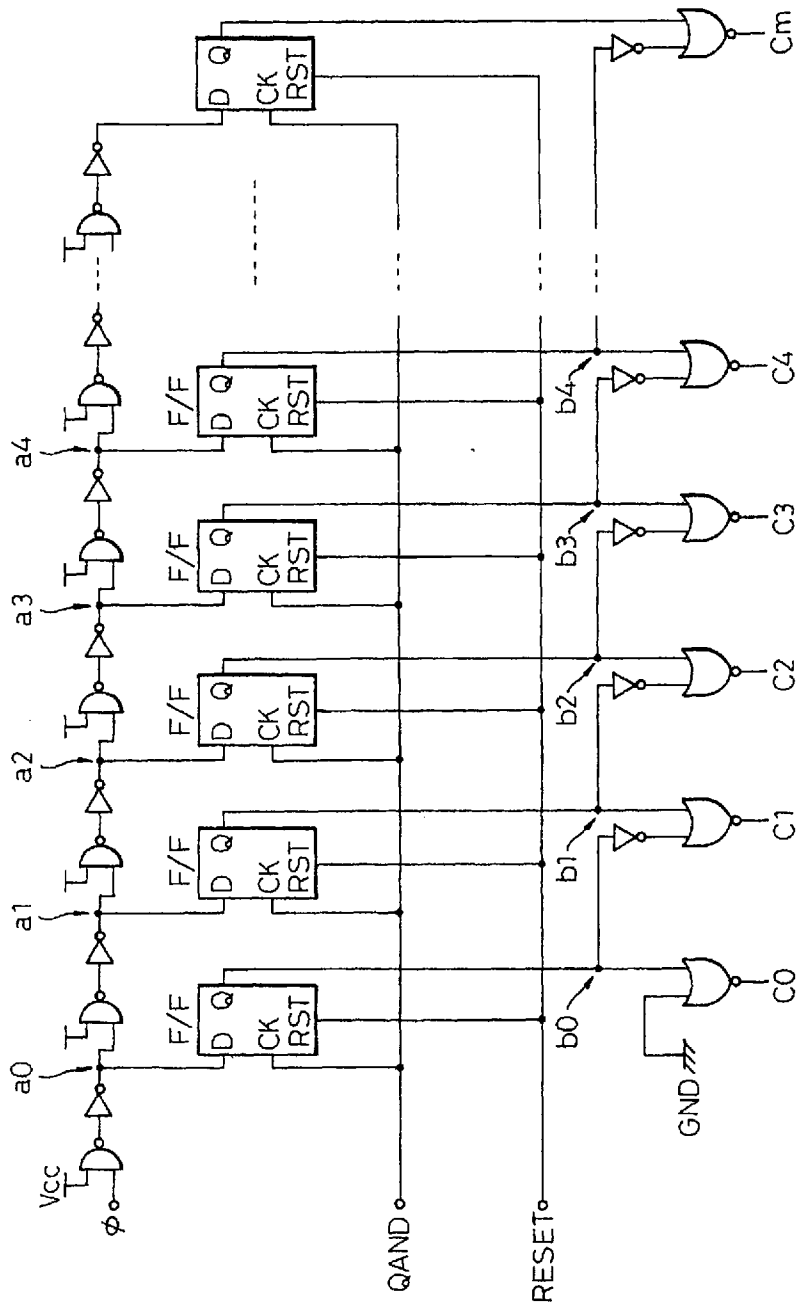 a0 a1 a2 a3 a4
Vcc
φ
F/F F/F F/F F/F F/F
D Q D Q D Q D Q D Q D Q
CK CK CK CK CK CK
RST RST RST RST RST RST
QAND
RESET
b0 b1 b2 b3 b4
GND
C0 C1 C2 C3 C4 Cm